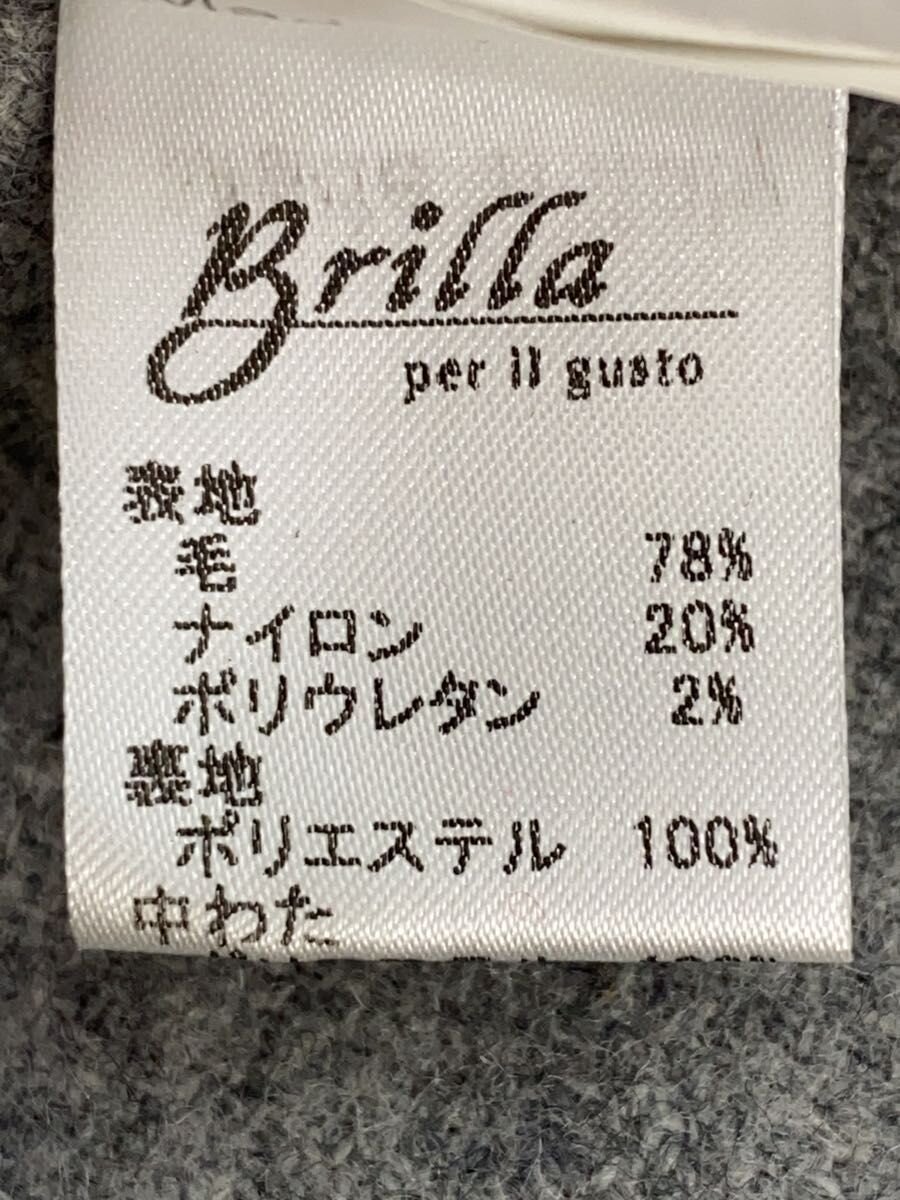 Brilla
per il gusto
表地
毛 78%
ナイロン 20%
ポリウレタン 2%
裏地
ポリエステル 100%
中わた